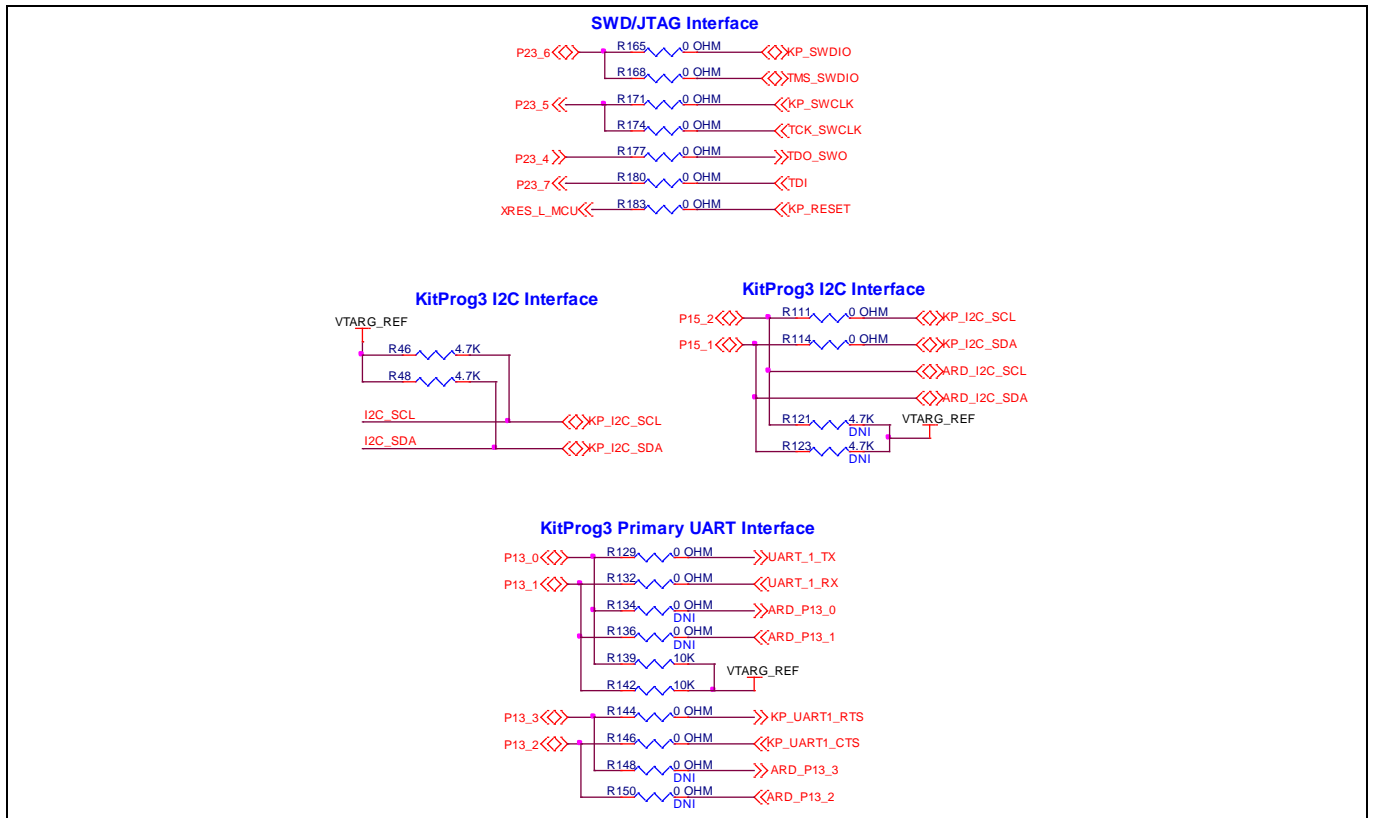 SWD/JTAG Interface
P23_6 R165 0 OHM KP_SWDIO
R168 0 OHM TMS_SWDIO
P23_5 R171 0 OHM KP_SWCLK
R174 0 OHM TCK_SWCLK
P23_4 R177 0 OHM TDO_SWO
P23_7 R180 0 OHM TDI
XRES_L_MCU R183 0 OHM KP_RESET
KitProg3 I2C Interface
VTARG_REF
R46 4.7K
R48 4.7K
I2C_SCL KP_I2C_SCL
I2C_SDA KP_I2C_SDA
KitProg3 I2C Interface
P15_2 R111 0 OHM KP_I2C_SCL
P15_1 R114 0 OHM KP_I2C_SDA
ARD_I2C_SCL
ARD_I2C_SDA
R121 4.7K VTARG_REF
DNI
R123 4.7K
DNI
KitProg3 Primary UART Interface
P13_0 R129 0 OHM UART_1_TX
P13_1 R132 0 OHM UART_1_RX
R134 0 OHM ARD_P13_0
DNI
R136 0 OHM ARD_P13_1
DNI
R139 10K VTARG_REF
R142 10K
P13_3 R144 0 OHM KP_UART1_RTS
P13_2 R146 0 OHM KP_UART1_CTS
R148 0 OHM ARD_P13_3
DNI
R150 0 OHM ARD_P13_2
DNI